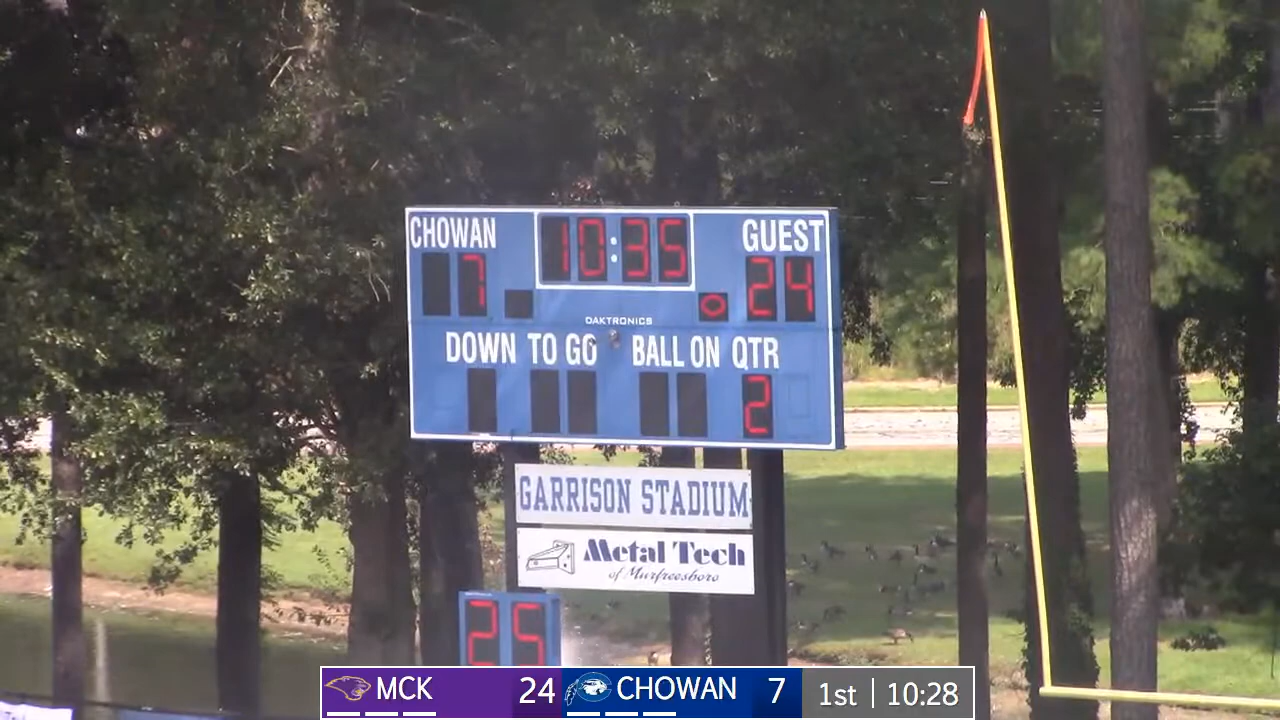 CHOWAN 10:35 GUEST
7 24
DAKTRONICS
DOWN TO GO BALL ON QTR
2
GARRISON STADIUM
Metal Tech
of Murfreesboro
25
MCK 24 CHOWAN 7 1st | 10:28